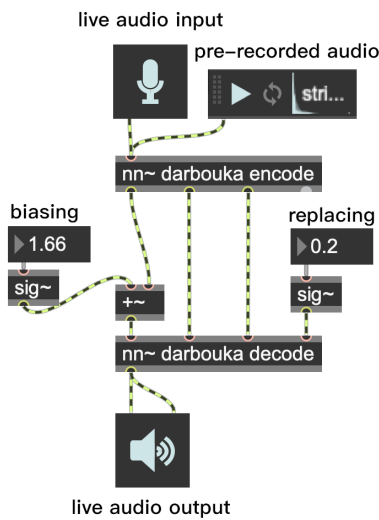 live audio input
pre-recorded audio
stri...
nn~ darbouka encode
biasing
replacing
1.66
0.2
sig~
sig~
+~
nn~ darbouka decode
live audio output